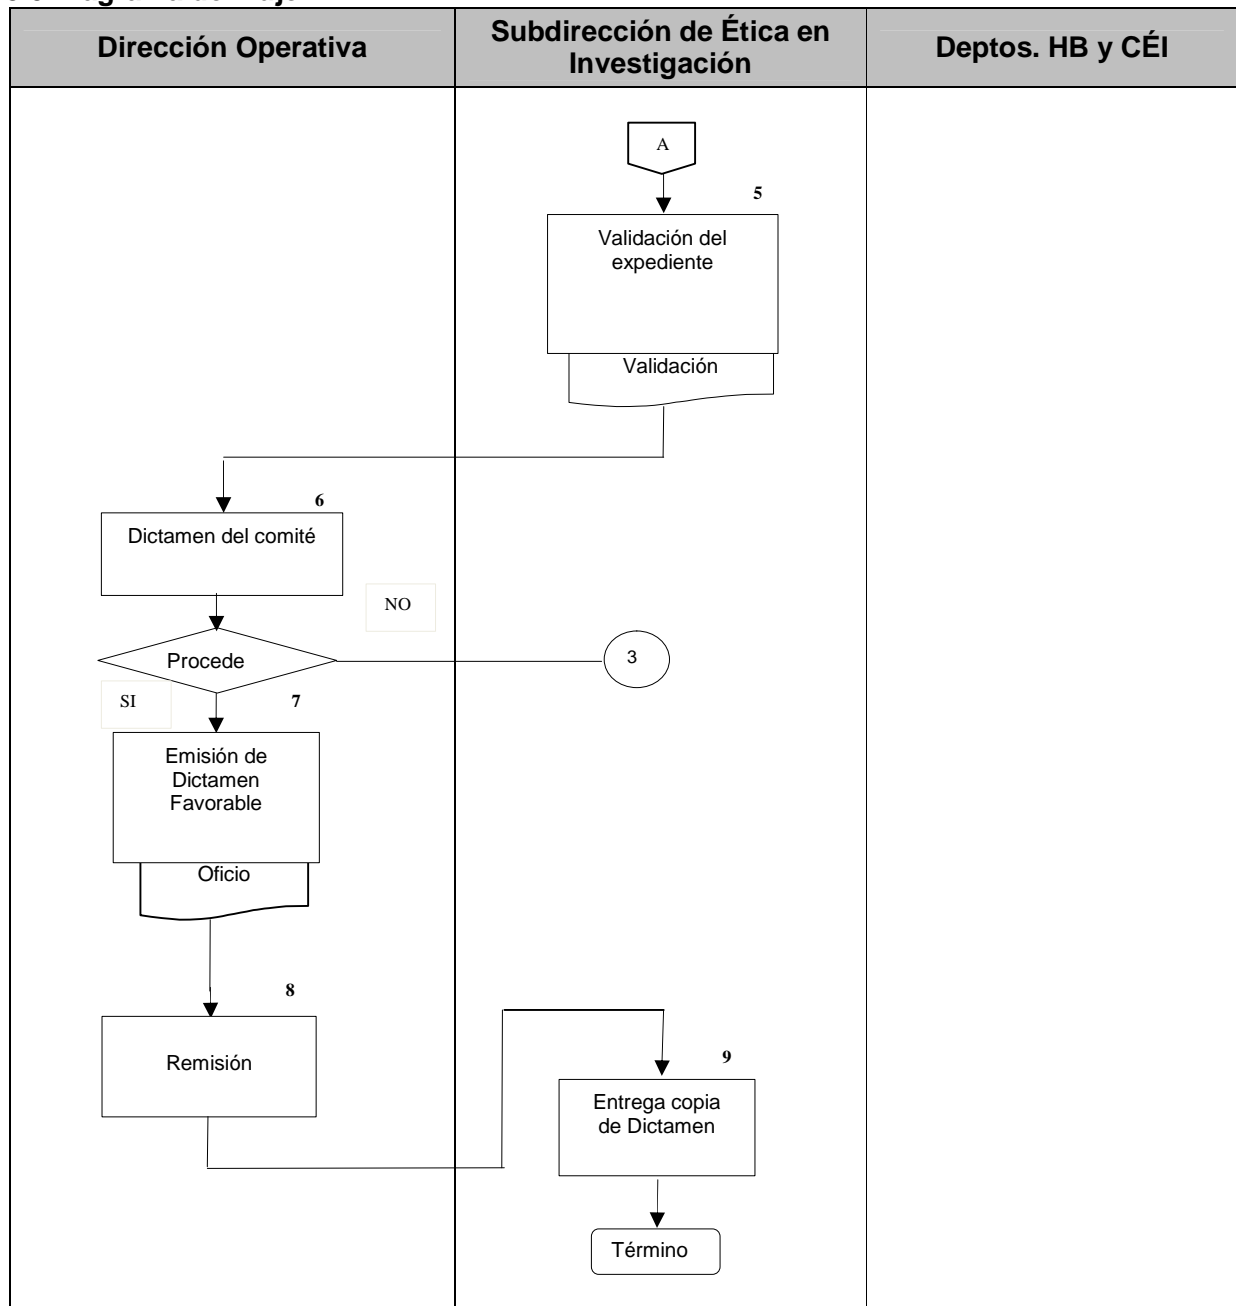 Dirección Operativa
Subdirección de Ética en
Investigación
Deptos. HB y CÉI
A
5
Validación del
expediente
Validación
6
Dictamen del comité
NO
Procede
3
SI
7
Emisión de
Dictamen
Favorable
Oficio
8
Remisión
9
Entrega copia
de Dictamen
Término